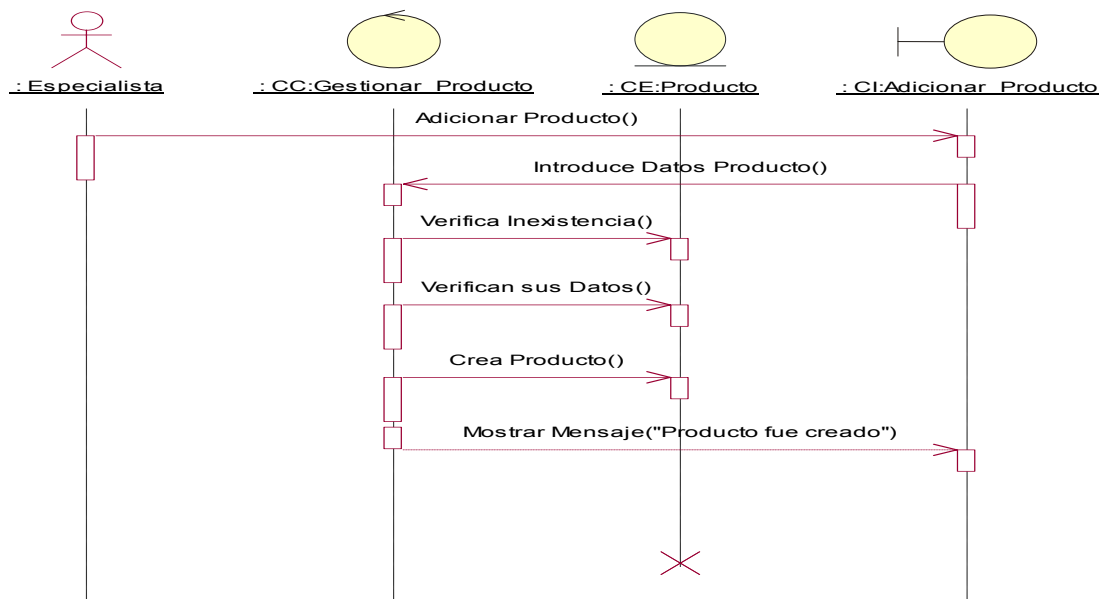 : Especialista
: CC:Gestionar_Producto
: CE:Producto
: CI:Adicionar_Producto
Adicionar Producto()
Introduce Datos Producto()
Verifica Inexistencia()
Verifican sus Datos()
Crea Producto()
Mostrar Mensaje("Producto fue creado")